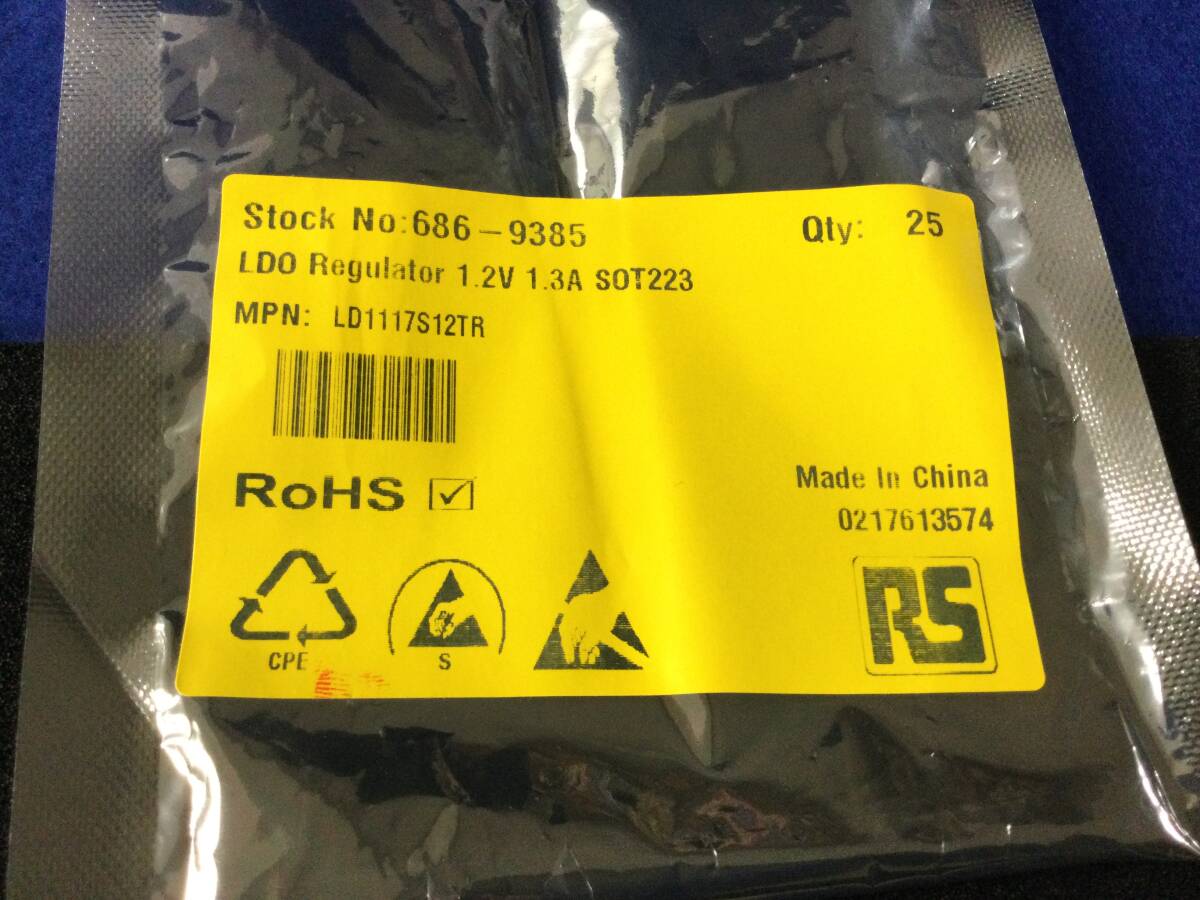 Stock No:686-9385 Qty: 25
LDO Regulator 1.2V 1.3A SOT223
MPN: LD1117S12TR
RoHS
Made In China
0217613574
CPE
S
RS